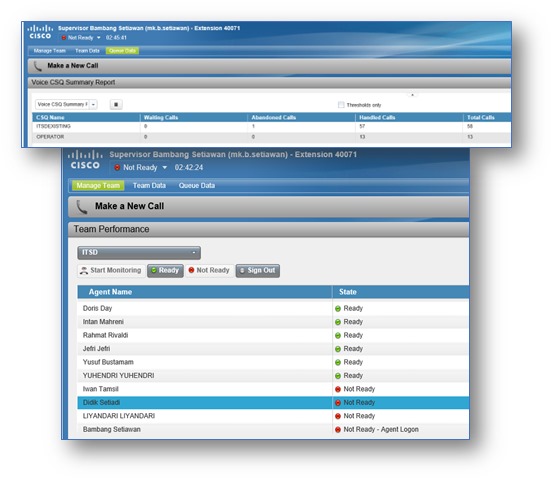 Supervisor Bambang Setiawan (mk.b.setiawan) - Extension 40071
CISCO
Not Ready 02:45:41
Manage Team Team Data Queue Data
Make a New Call
Voice CSQ Summary Report
Voice CSQ Summary F Thresholds only
CSQ Name Waiting Calls Abandoned Calls Handled Calls Total Calls
ITSDEXISTING 0 1 57 58
OPERATOR 0 0 13 13
Supervisor Bambang Setiawan (mk.b.setiawan) - Extension 40071
CISCO
Not Ready 02:42:24
Manage Team Team Data Queue Data
Make a New Call
Team Performance
ITSD
Start Monitoring Ready Not Ready Sign Out
Agent Name State
Doris Day Ready
Intan Mahreni Ready
Rahmat Rivaldi Ready
Jefri Jefri Ready
Yusuf Bustamam Ready
YUHENDRI YUHENDRI Ready
Iwan Tamsil Not Ready
Didik Setiadi Not Ready
LIYANDARI LIYANDARI Not Ready
Bambang Setiawan Not Ready - Agent Logon